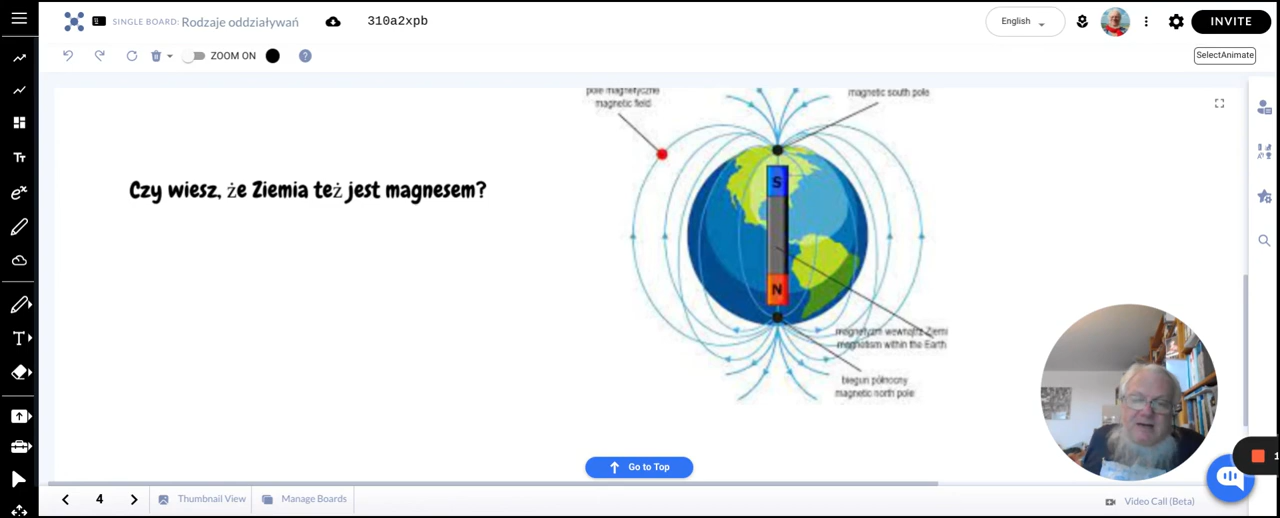 SINGLE BOARD: Rodzaje oddziaływań
310a2xpb
English
INVITE
ZOOM ON
SelectAnimate
pole magnetyczne
magnetic field
magnetic south pole
Czy wiesz, że Ziemia też jest magnesem?
S
N
magnetyzm wewnątrz Ziemi
magnetism within the Earth
biegun północny
magnetic north pole
Go to Top
4
Thumbnail View
Manage Boards
Video Call (Beta)